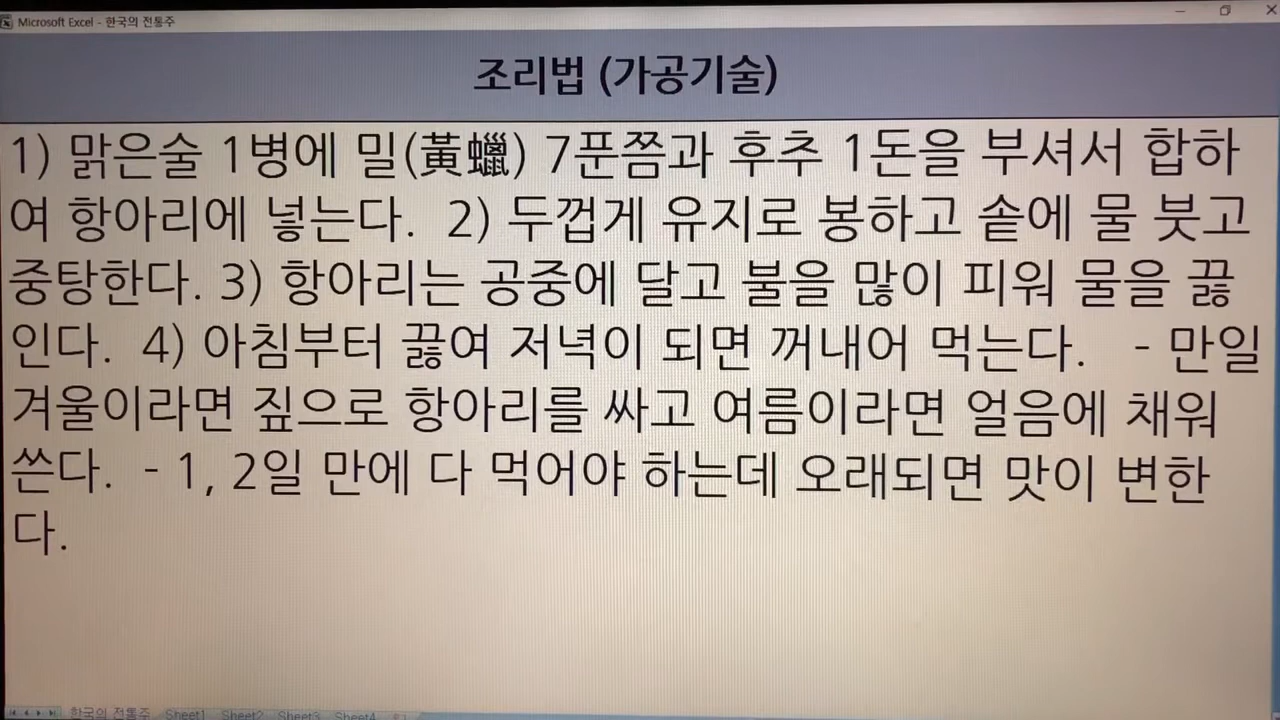 Microsoft Excel - 한국의 전통주
조리법 (가공기술)
1) 맑은술 1병에 밀(黃蠟) 7푼쯤과 후추 1돈을 부셔서 합하
여 항아리에 넣는다. 2) 두껍게 유지로 봉하고 솥에 물 붓고
중탕한다. 3) 항아리는 공중에 달고 불을 많이 피워 물을 끓
인다. 4) 아침부터 끓여 저녁이 되면 꺼내어 먹는다. - 만일
겨울이라면 짚으로 항아리를 싸고 여름이라면 얼음에 채워
쓴다. - 1, 2일 만에 다 먹어야 하는데 오래되면 맛이 변한
다.
한국의 전통주 Sheet1 Sheet2 Sheet3 Sheet4